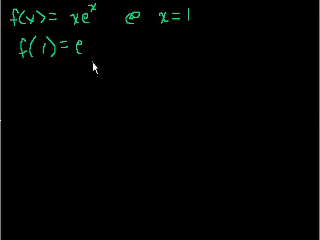 f(x) = xe^x @ x = 1
f(1) = e